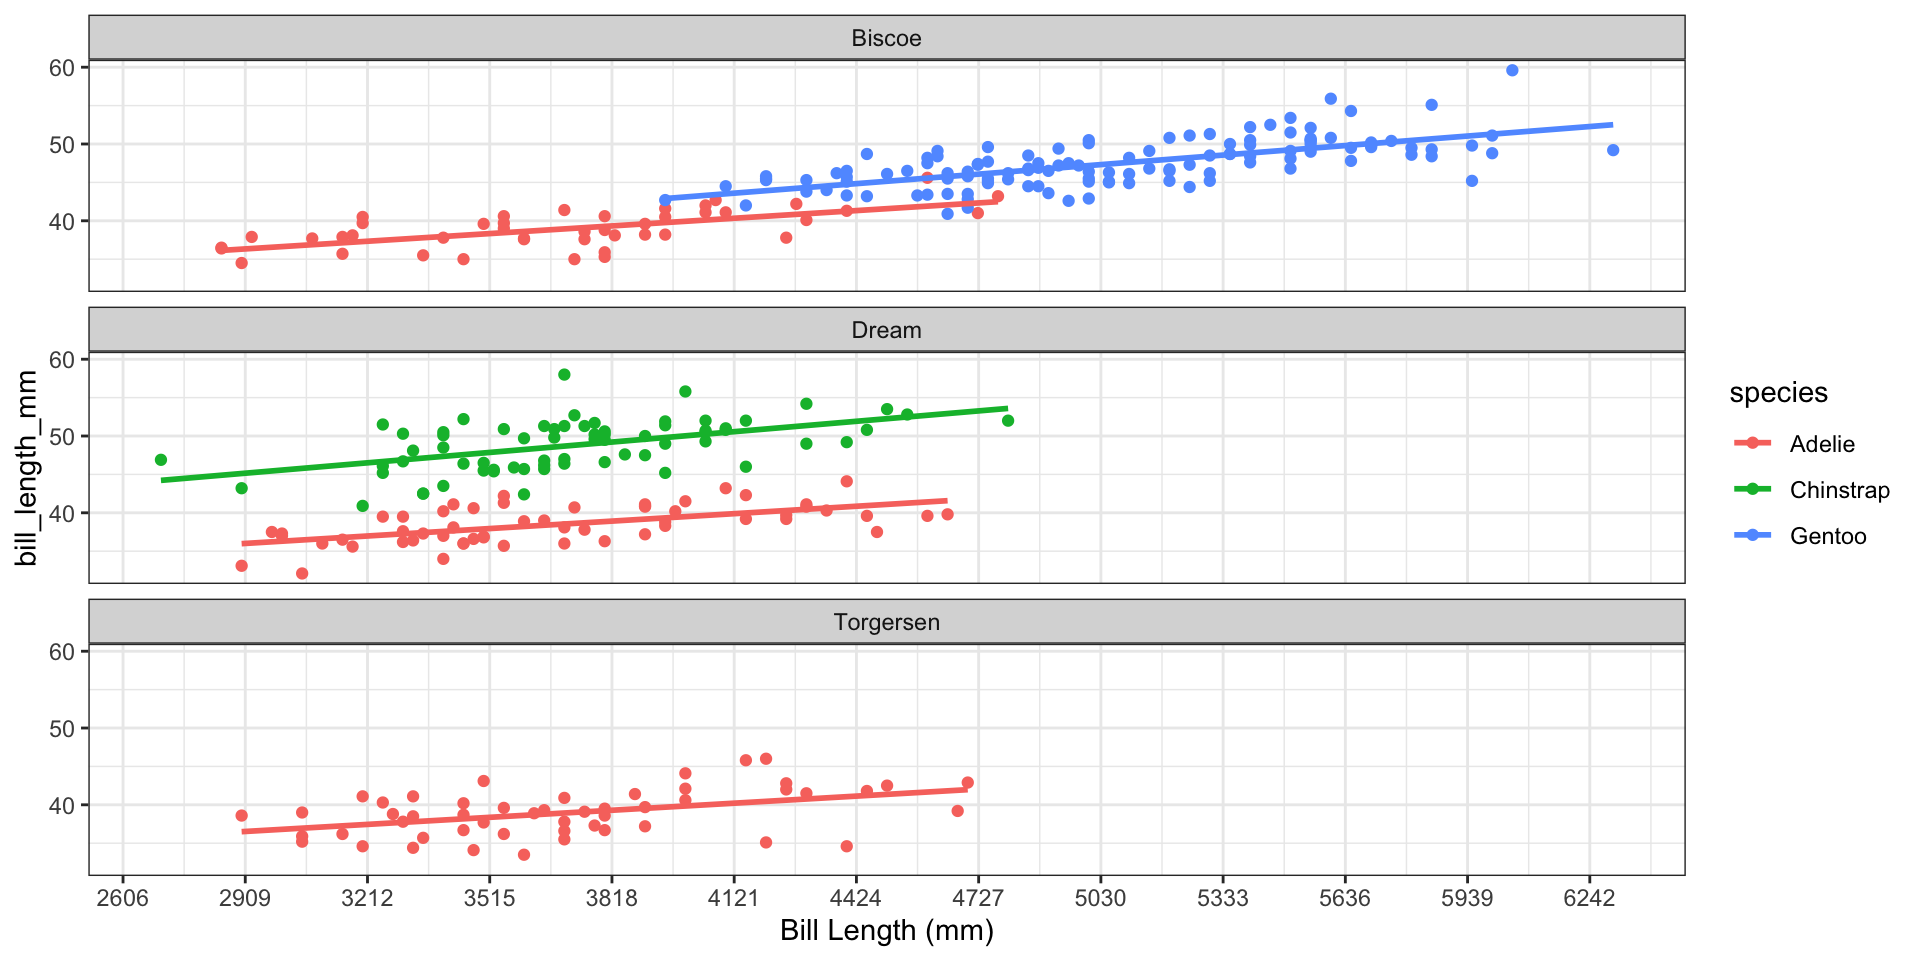 Biscoe
60
50
40
Dream
60
50
40
bill_length_mm
Torgersen
60
50
40
2606 2909 3212 3515 3818 4121 4424 4727 5030 5333 5636 5939 6242
Bill Length (mm)
species
Adelie
Chinstrap
Gentoo